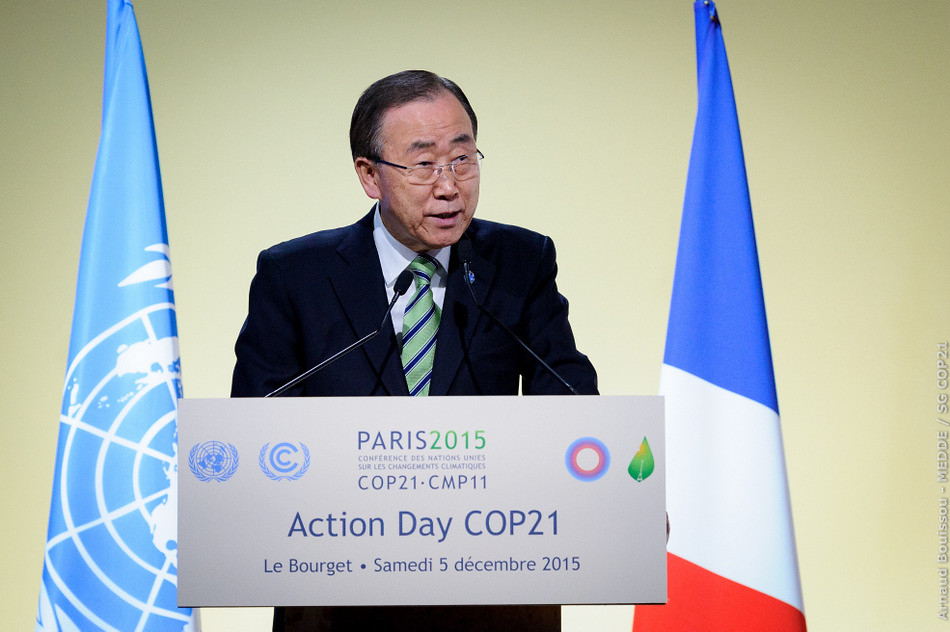 PARIS2015
CONFÉRENCE DES NATIONS UNIES
SUR LES CHANGEMENTS CLIMATIQUES
COP21·CMP11
Action Day COP21
Le Bourget • Samedi 5 décembre 2015
Arnaud Bouissou - MEDDE / SG COP21